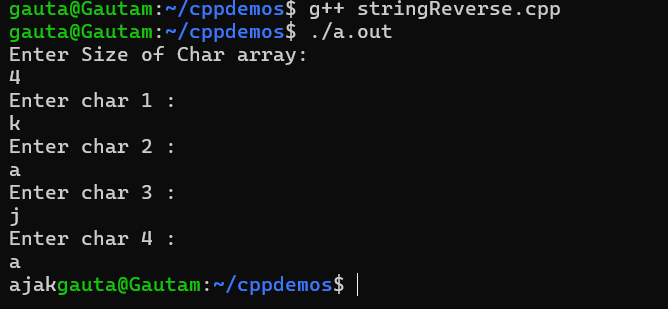 gauta@Gautam:~/cppdemos$ g++ stringReverse.cpp
gauta@Gautam:~/cppdemos$ ./a.out
Enter Size of Char array:
4
Enter char 1 :
k
Enter char 2 :
a
Enter char 3 :
j
Enter char 4 :
a
ajakgauta@Gautam:~/cppdemos$